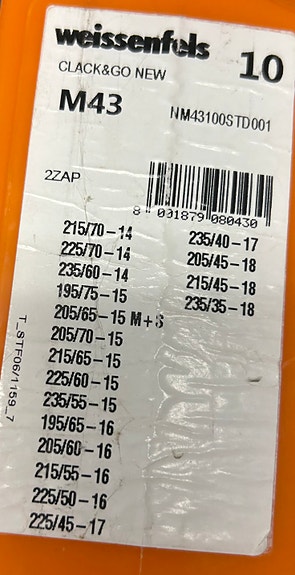 weissenfels
CLACK&GO NEW
10
M43
NM43100STD001
2ZAP
8 001879 080430
215/70-14
225/70-14
235/60-14
195/75-15
205/65-15 M+S
205/70-15
215/65-15
225/60-15
235/55-15
195/65-16
205/60-16
215/55-16
225/50-16
225/45-17
235/40-17
205/45-18
215/45-18
235/35-18
T_STF06/1159_7